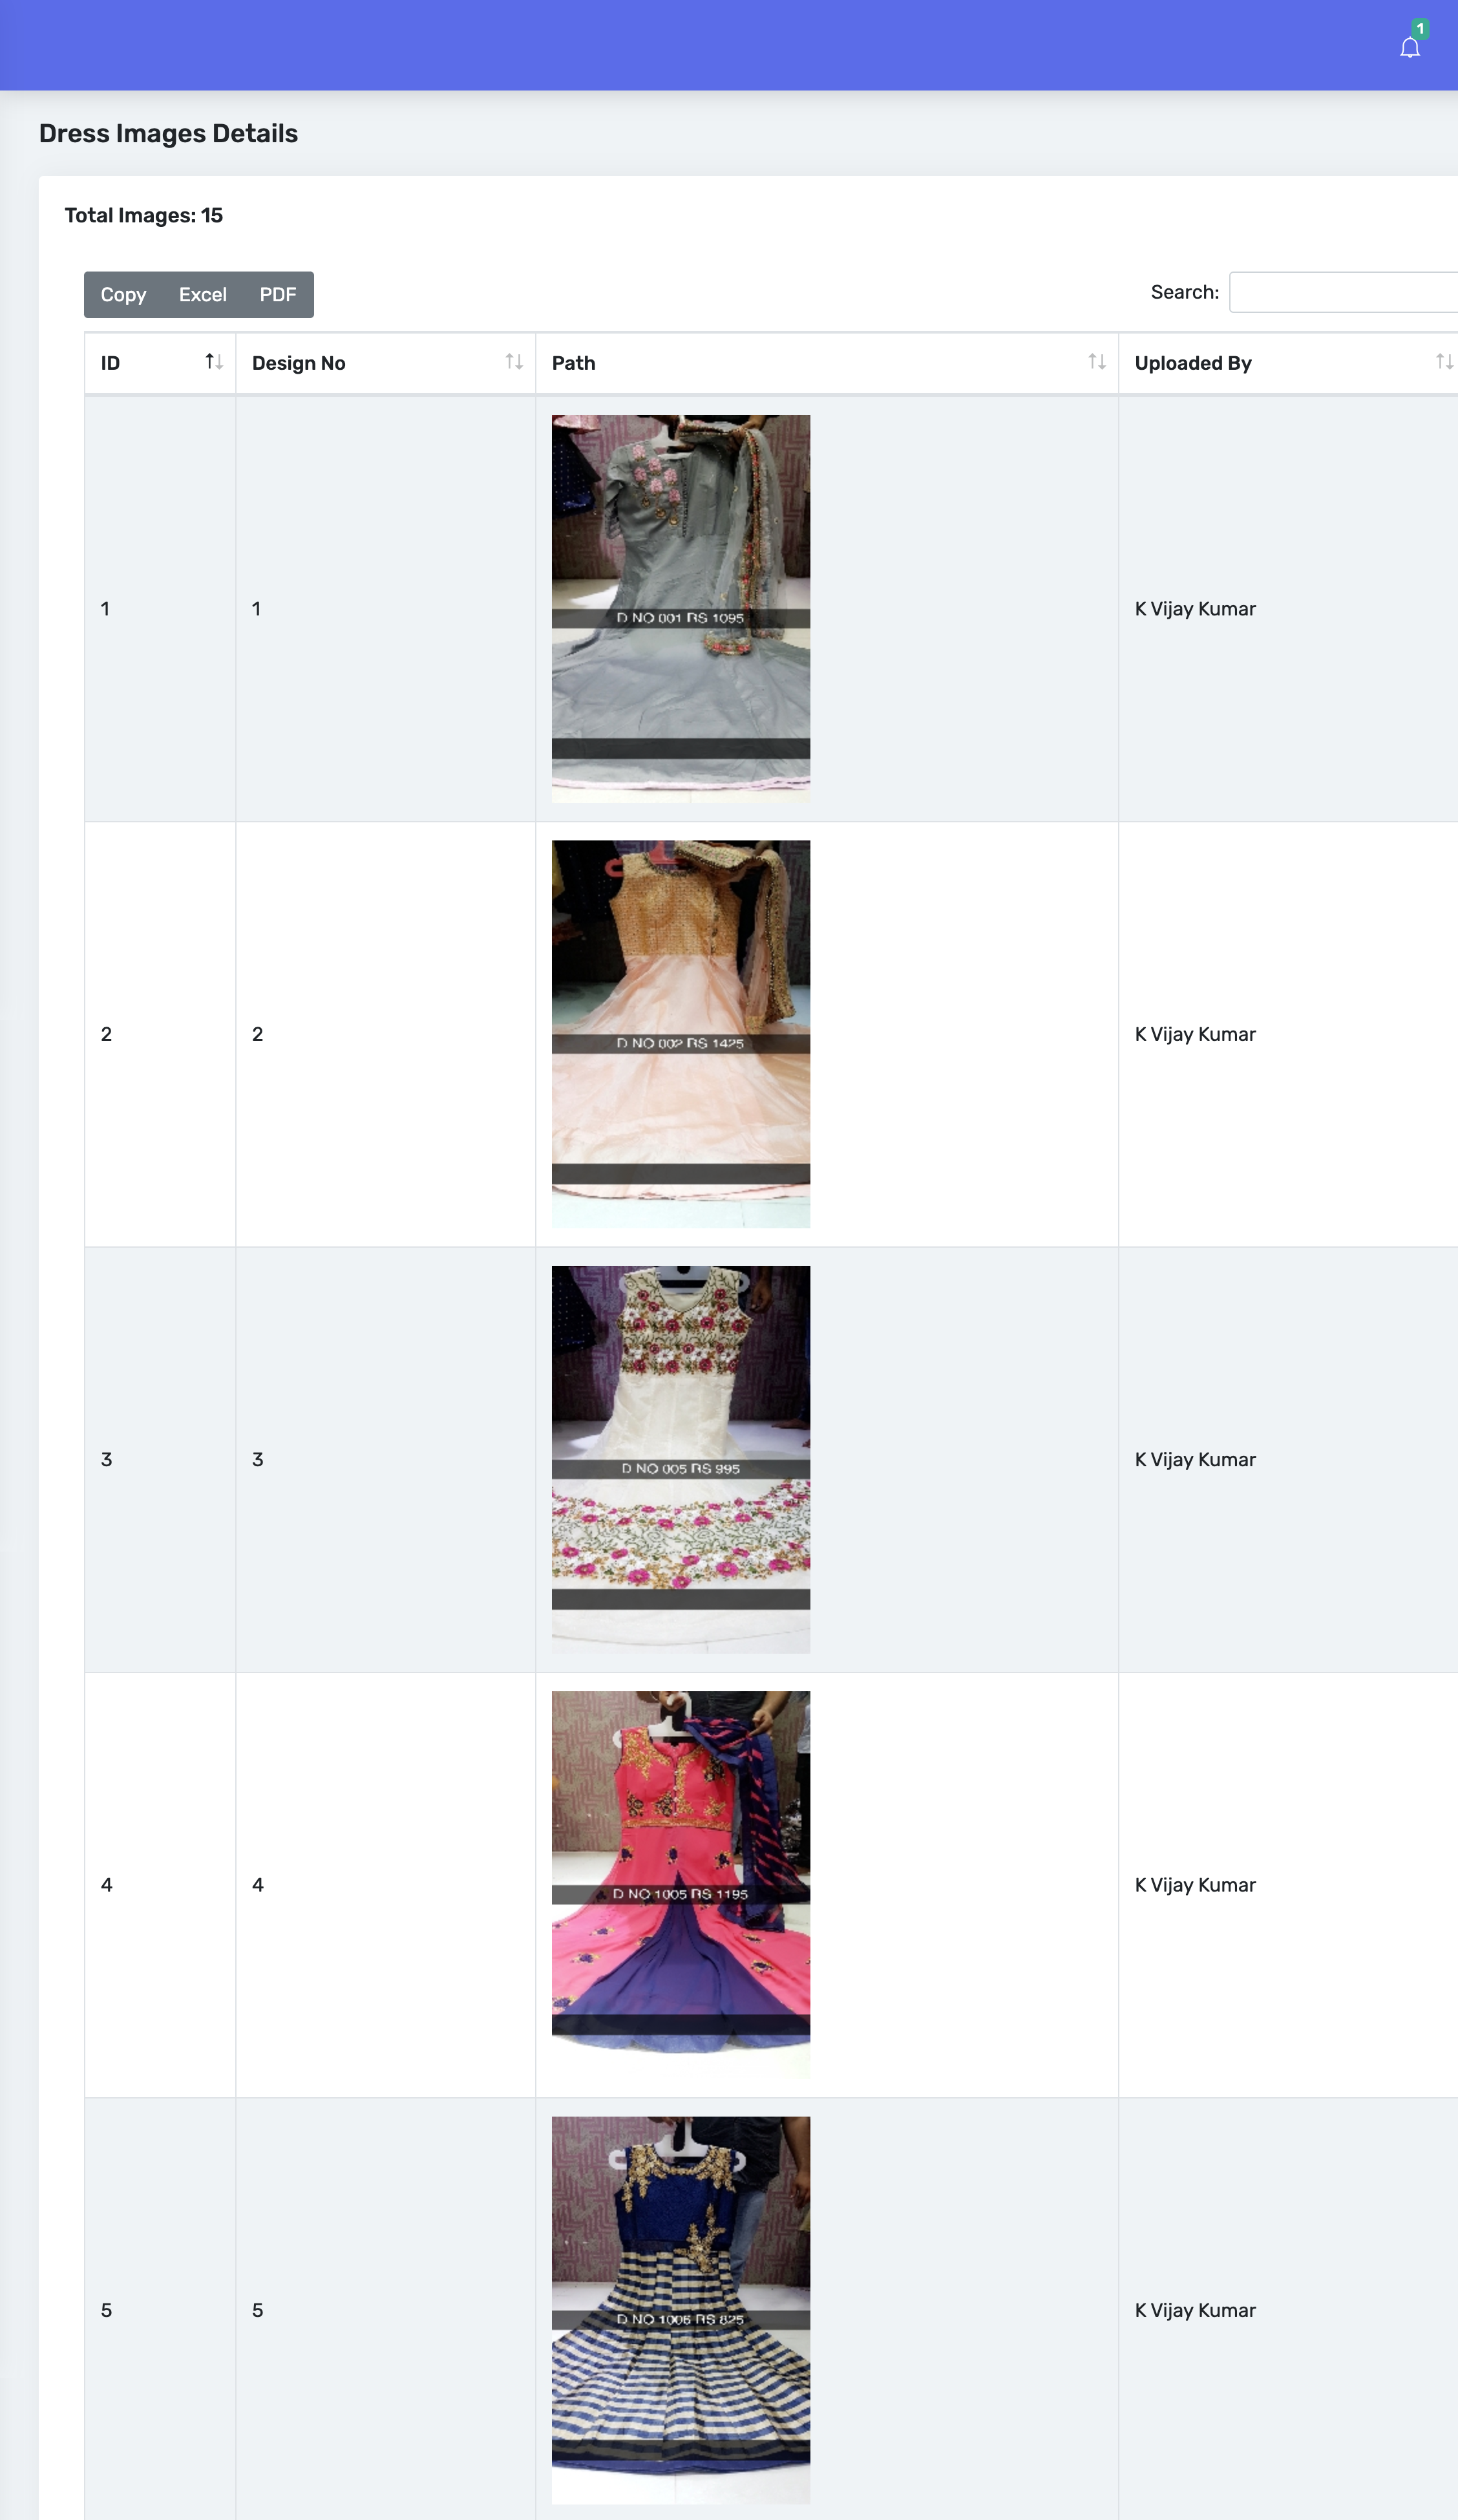 1
Dress Images Details
Total Images: 15
Copy Excel PDF Search:
ID Design No Path Uploaded By
D NO 001 RS 1095
1 1 K Vijay Kumar
D NO 002 RS 1425
2 2 K Vijay Kumar
D NO 005 RS 995
3 3 K Vijay Kumar
D NO 1005 RS 1195
4 4 K Vijay Kumar
D NO 1006 RS 825
5 5 K Vijay Kumar